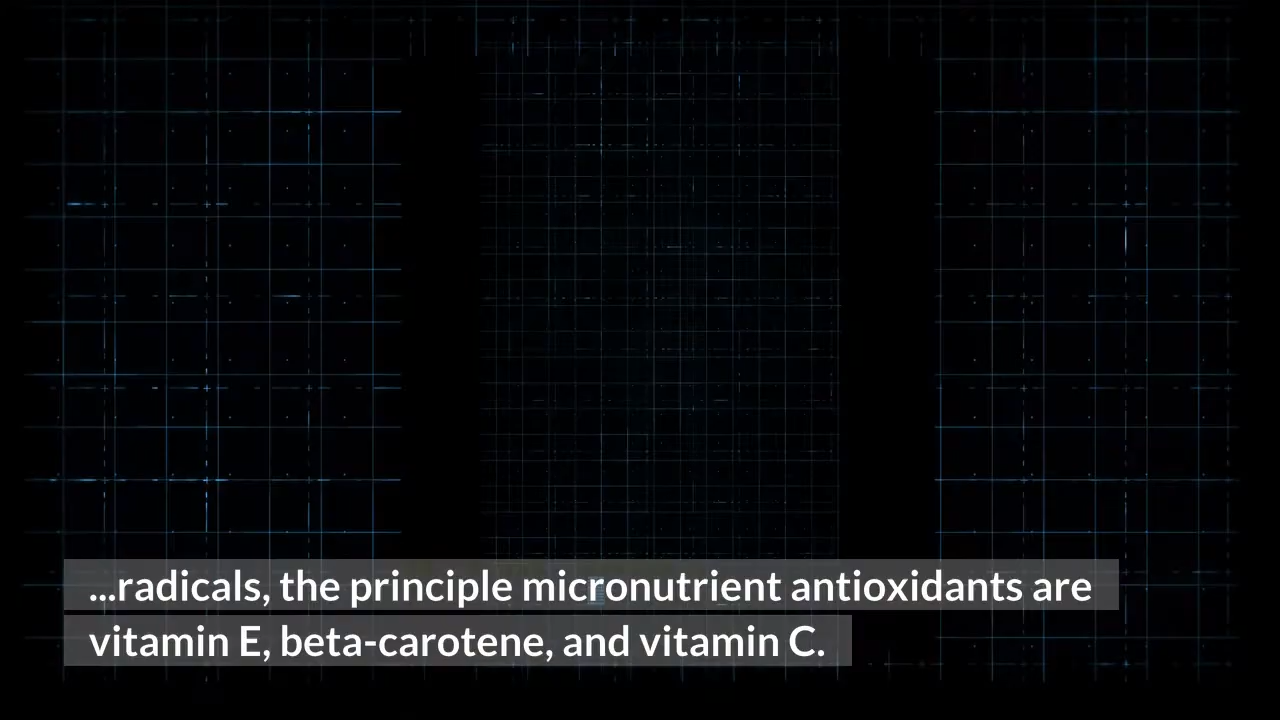 ...radicals, the principle micronutrient antioxidants are
vitamin E, beta-carotene, and vitamin C.